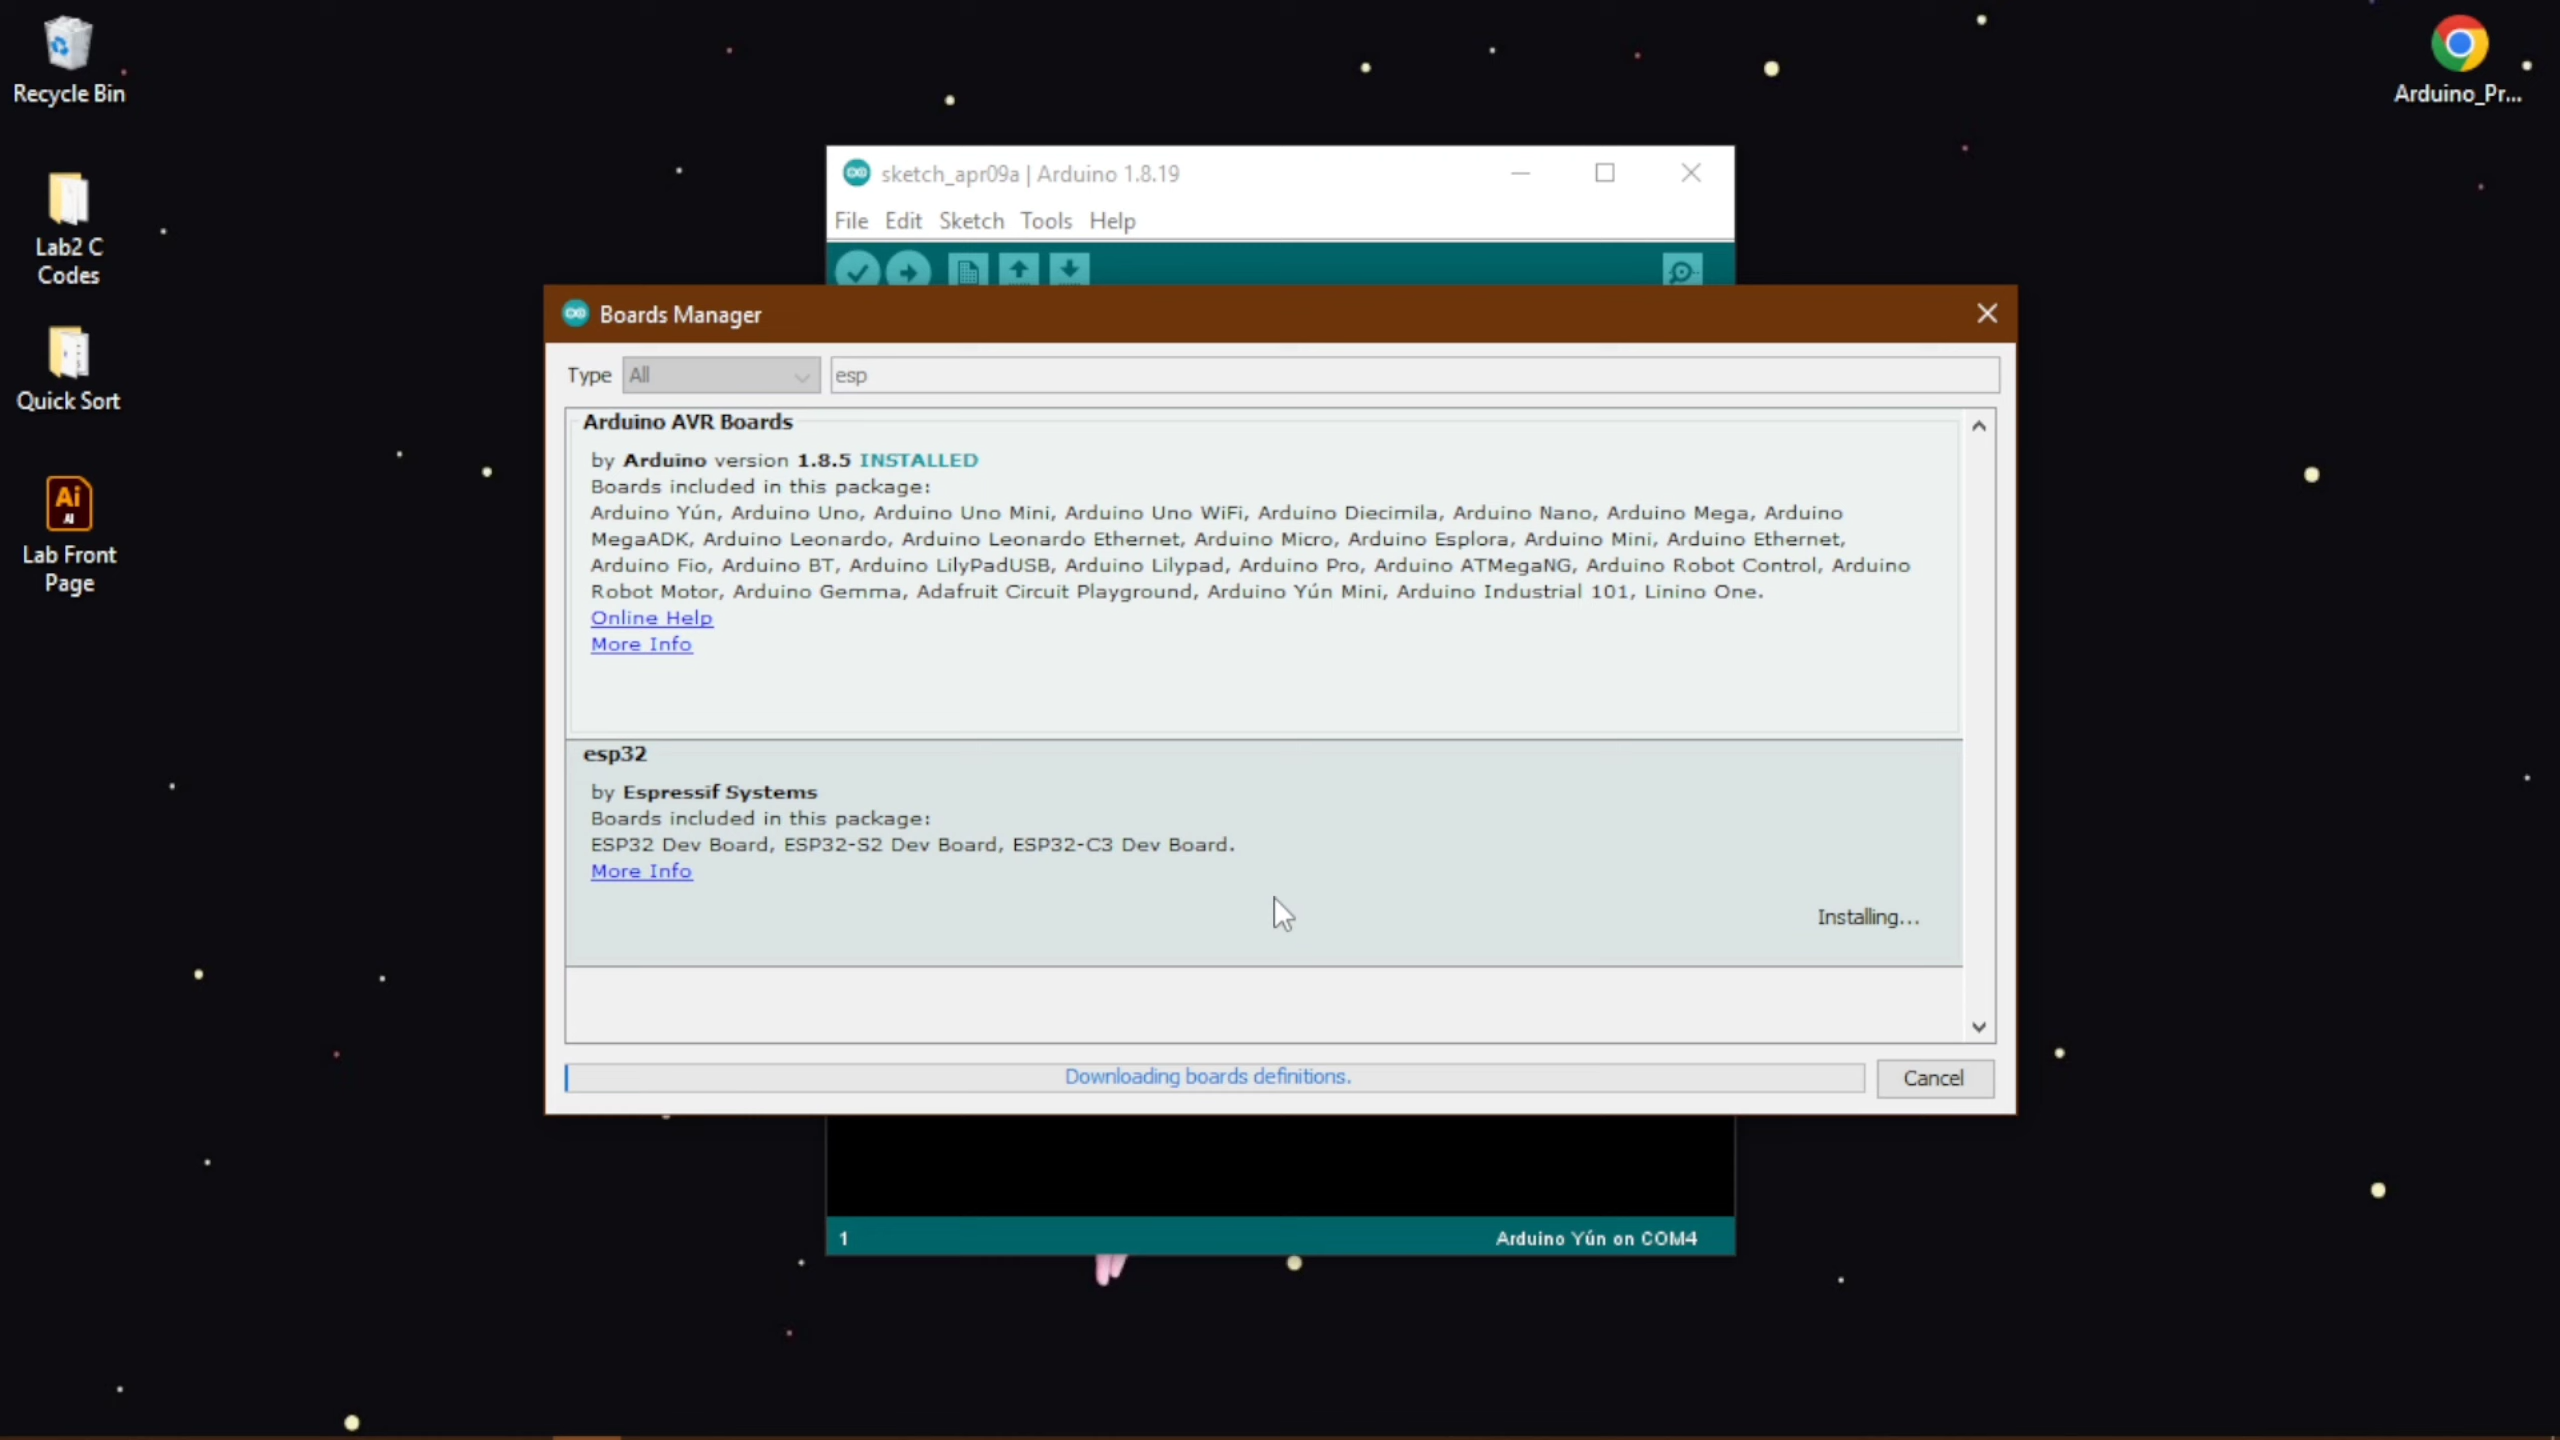 Recycle Bin
Lab2 C
Codes
Quick Sort
Ai
AI
Lab Front
Page
Arduino_Pr...
sketch_apr09a | Arduino 1.8.19
File Edit Sketch Tools Help
Boards Manager
Type All esp
Arduino AVR Boards
by Arduino version 1.8.5 INSTALLED
Boards included in this package:
Arduino Yún, Arduino Uno, Arduino Uno Mini, Arduino Uno WiFi, Arduino Diecimila, Arduino Nano, Arduino Mega, Arduino
MegaADK, Arduino Leonardo, Arduino Leonardo Ethernet, Arduino Micro, Arduino Esplora, Arduino Mini, Arduino Ethernet,
Arduino Fio, Arduino BT, Arduino LilyPadUSB, Arduino Lilypad, Arduino Pro, Arduino ATMegaNG, Arduino Robot Control, Arduino
Robot Motor, Arduino Gemma, Adafruit Circuit Playground, Arduino Yún Mini, Arduino Industrial 101, Linino One.
Online Help
More Info
esp32
by Espressif Systems
Boards included in this package:
ESP32 Dev Board, ESP32-S2 Dev Board, ESP32-C3 Dev Board.
More Info
Installing...
Downloading boards definitions.
Cancel
1
Arduino Yún on COM4